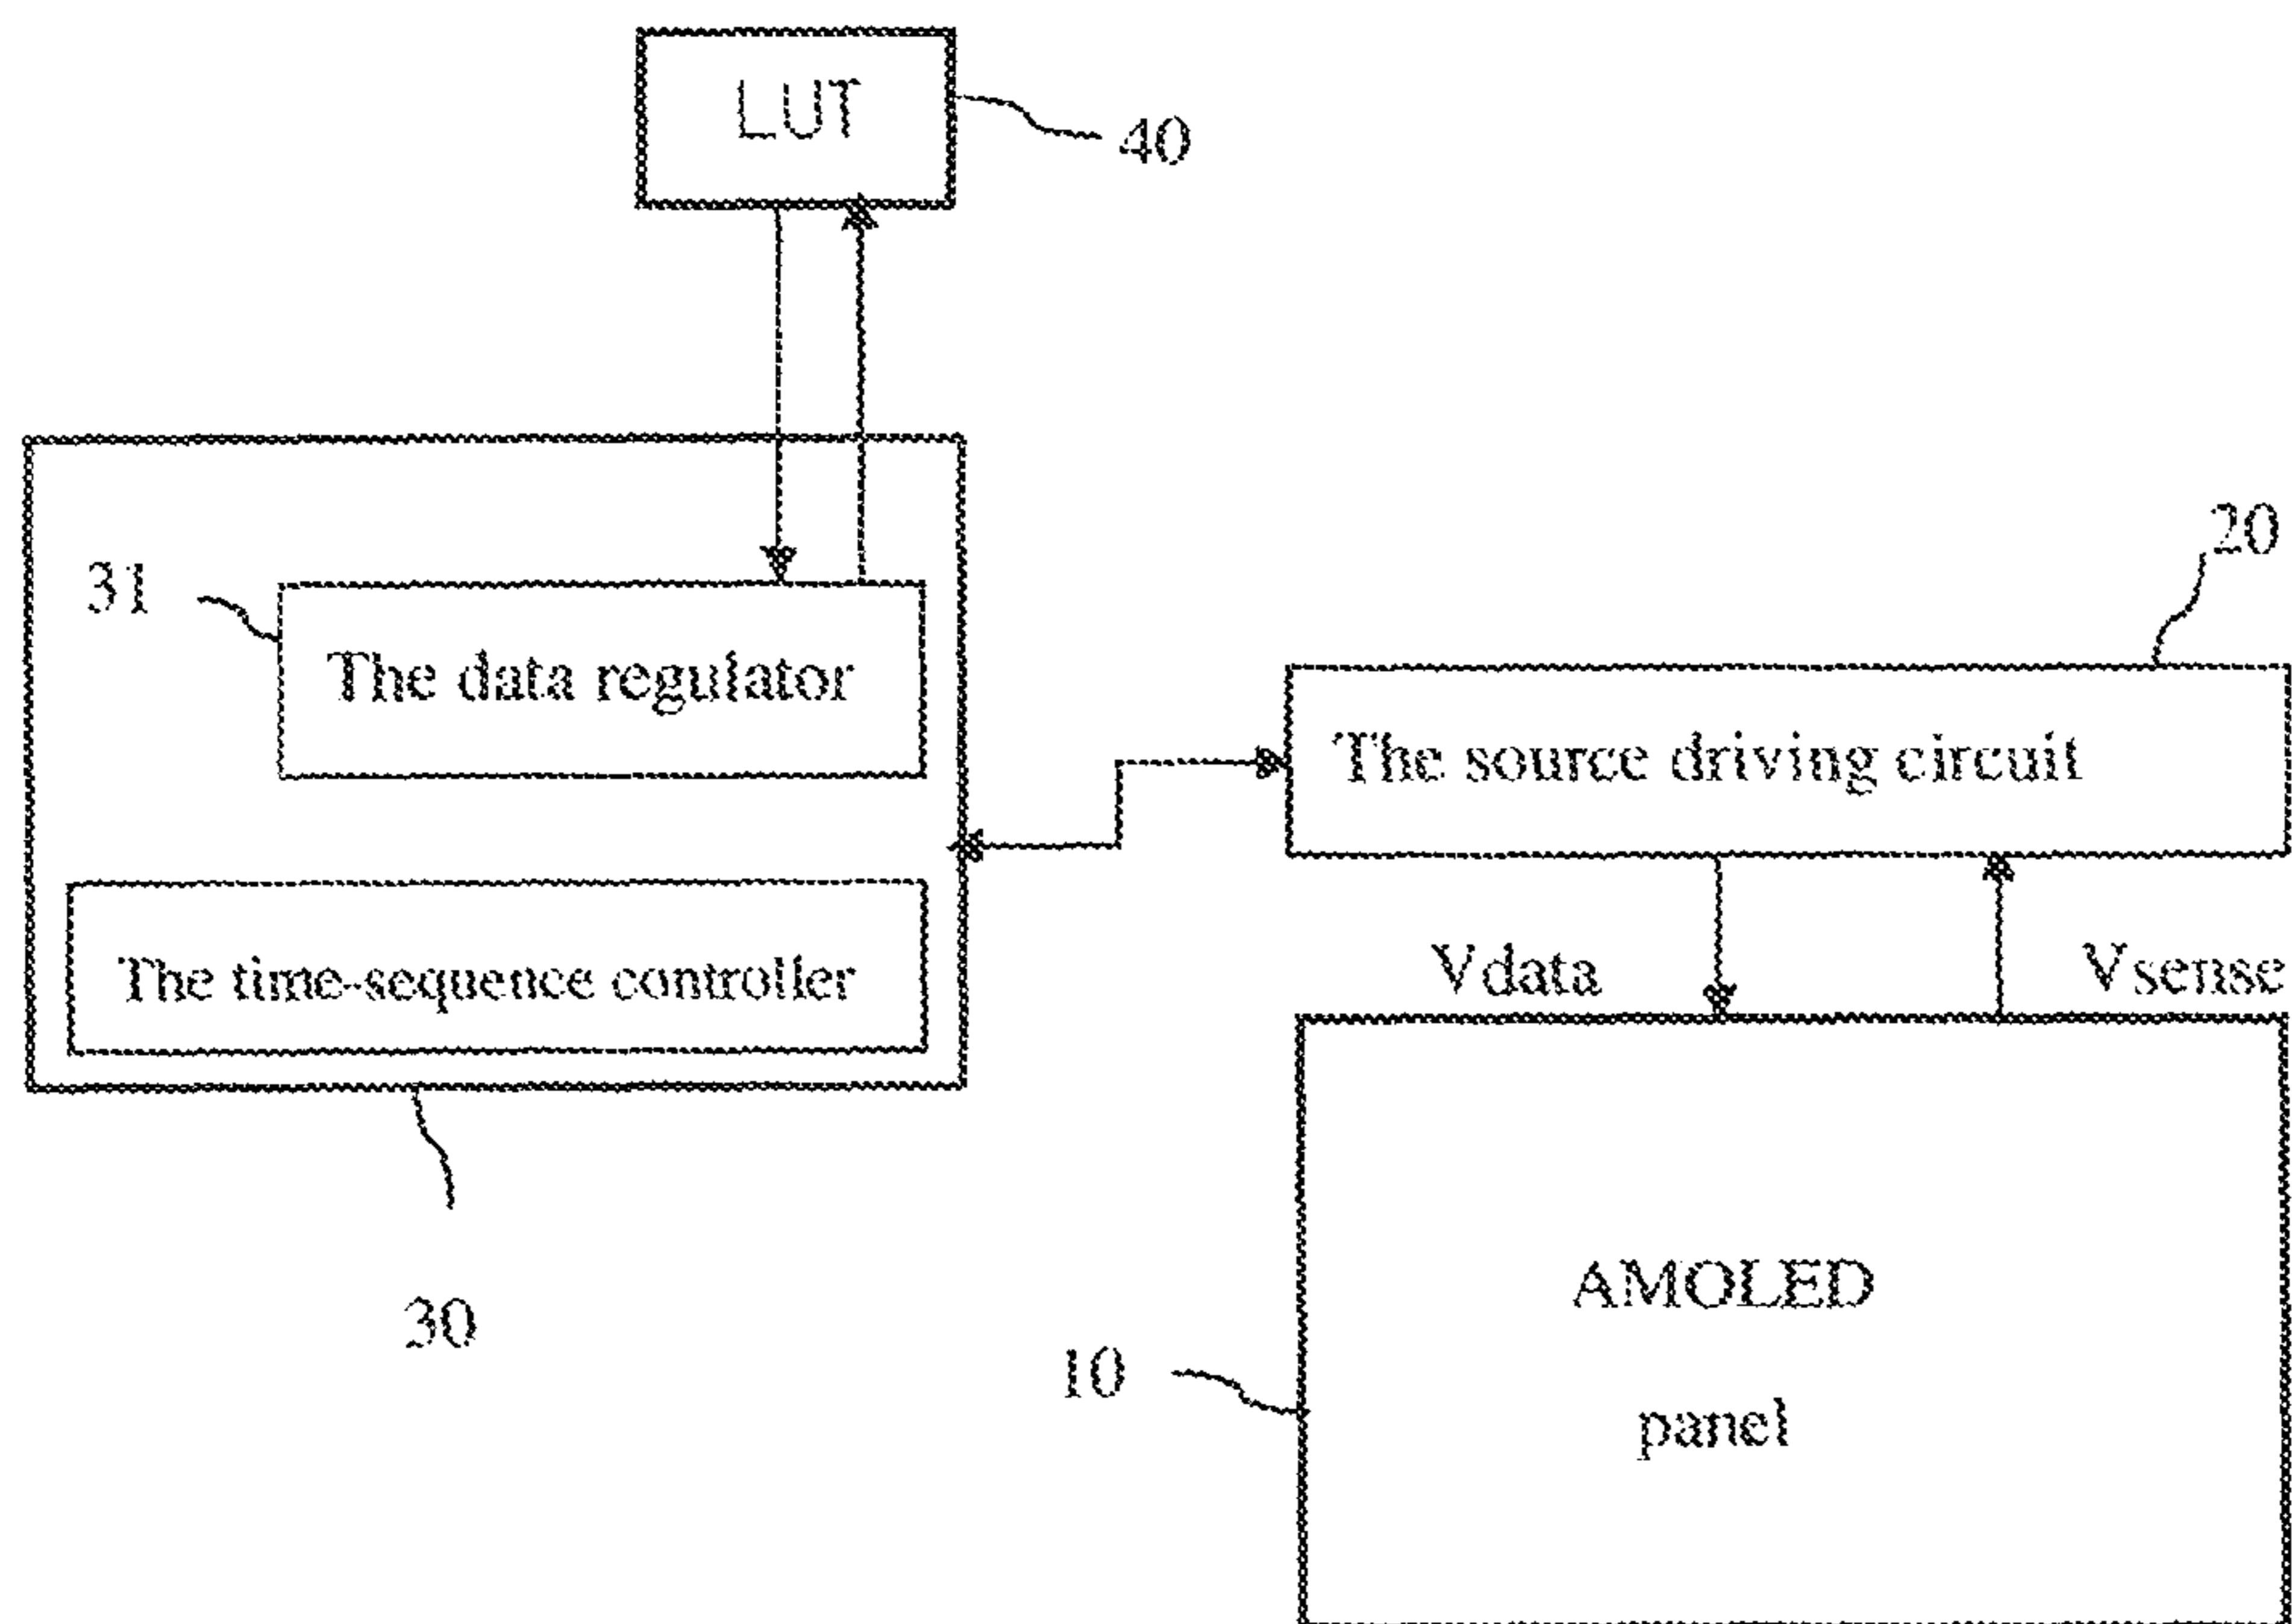 LUT
40
31
The data regulator
20
The source driving circuit
The time-sequence controller
Vdata
Vsense
30
10
AMOLED
panel